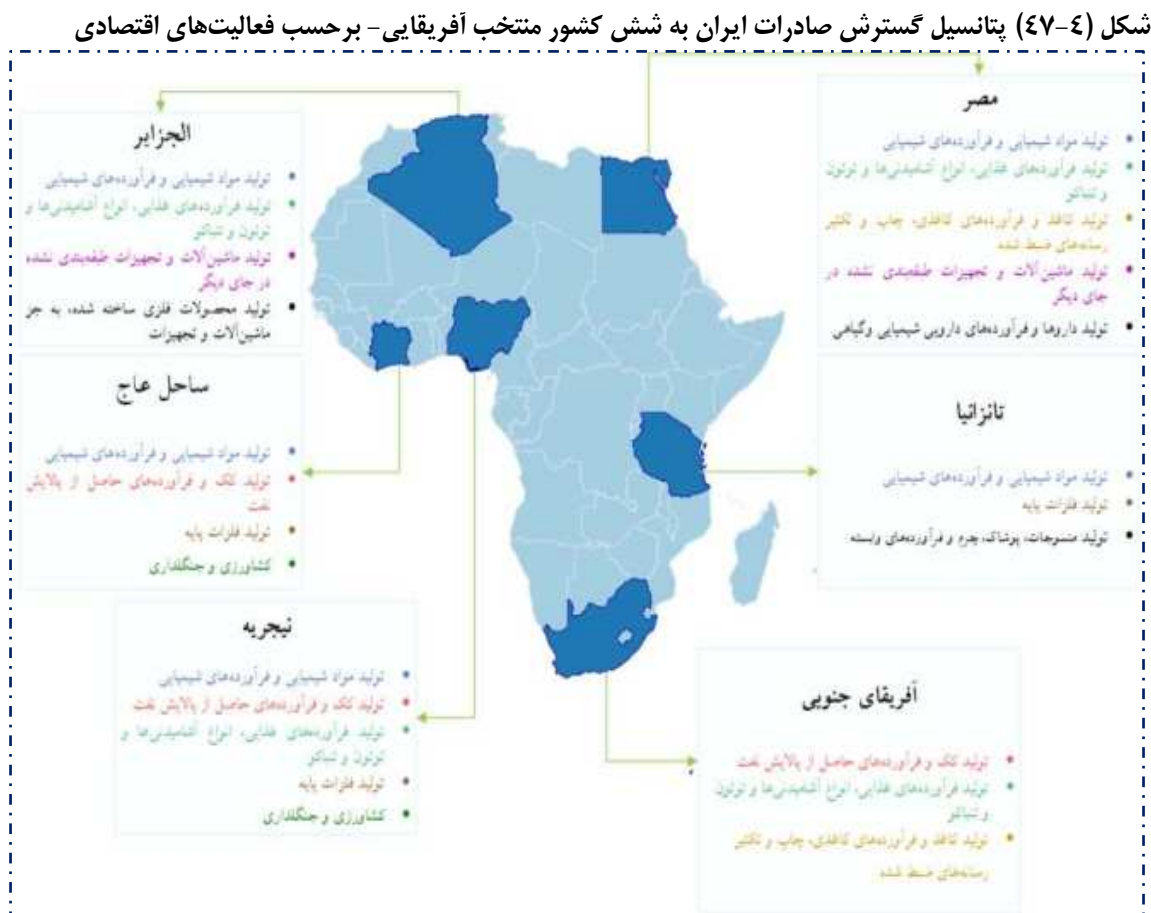 شکل (٤-٤٧) پتانسیل گسترش صادرات ایران به شش کشور منتخب آفریقایی- برحسب فعالیت‌های اقتصادی
مصر
• تولید مواد شیمیایی و فرآورده‌های شیمیایی
• تولید فرآورده‌های غذایی، انواع آشامیدنی‌ها و توتون
و تنباکو
• تولید کاغذ و فرآورده‌های کاغذی، چاپ و تکثیر
رسانه‌های ضبط شده
• تولید ماشین‌آلات و تجهیزات طبقه‌بندی نشده در
جای دیگر
• تولید داروها و فرآورده‌های دارویی شیمیایی وگیاهی
الجزایر
• تولید مواد شیمیایی و فرآورده‌های شیمیایی
• تولید فرآورده‌های غذایی، انواع آشامیدنی‌ها و
توتون و تنباکو
• تولید ماشین‌آلات و تجهیزات طبقه‌بندی نشده
در جای دیگر
• تولید محصولات فلزی ساخته شده، به جز
ماشین‌آلات و تجهیزات
تانزانیا
• تولید مواد شیمیایی و فرآورده‌های شیمیایی
• تولید فلزات پایه
• تولید منسوجات، پوشاک، چرم و فرآورده‌های وابسته
ساحل عاج
• تولید مواد شیمیایی و فرآورده‌های شیمیایی
• تولید کک و فرآورده‌های حاصل از پالایش
نفت
• تولید فلزات پایه
• کشاورزی و جنگلداری
نیجریه
• تولید مواد شیمیایی و فرآورده‌های شیمیایی
• تولید کک و فرآورده‌های حاصل از پالایش نفت
• تولید فرآورده‌های غذایی، انواع آشامیدنی‌ها و
توتون و تنباکو
• تولید فلزات پایه
• کشاورزی و جنگلداری
آفریقای جنوبی
• تولید کک و فرآورده‌های حاصل از پالایش نفت
• تولید فرآورده‌های غذایی، انواع آشامیدنی‌ها و توتون
و تنباکو
• تولید کاغذ و فرآورده‌های کاغذی، چاپ و تکثیر
رسانه‌های ضبط شده